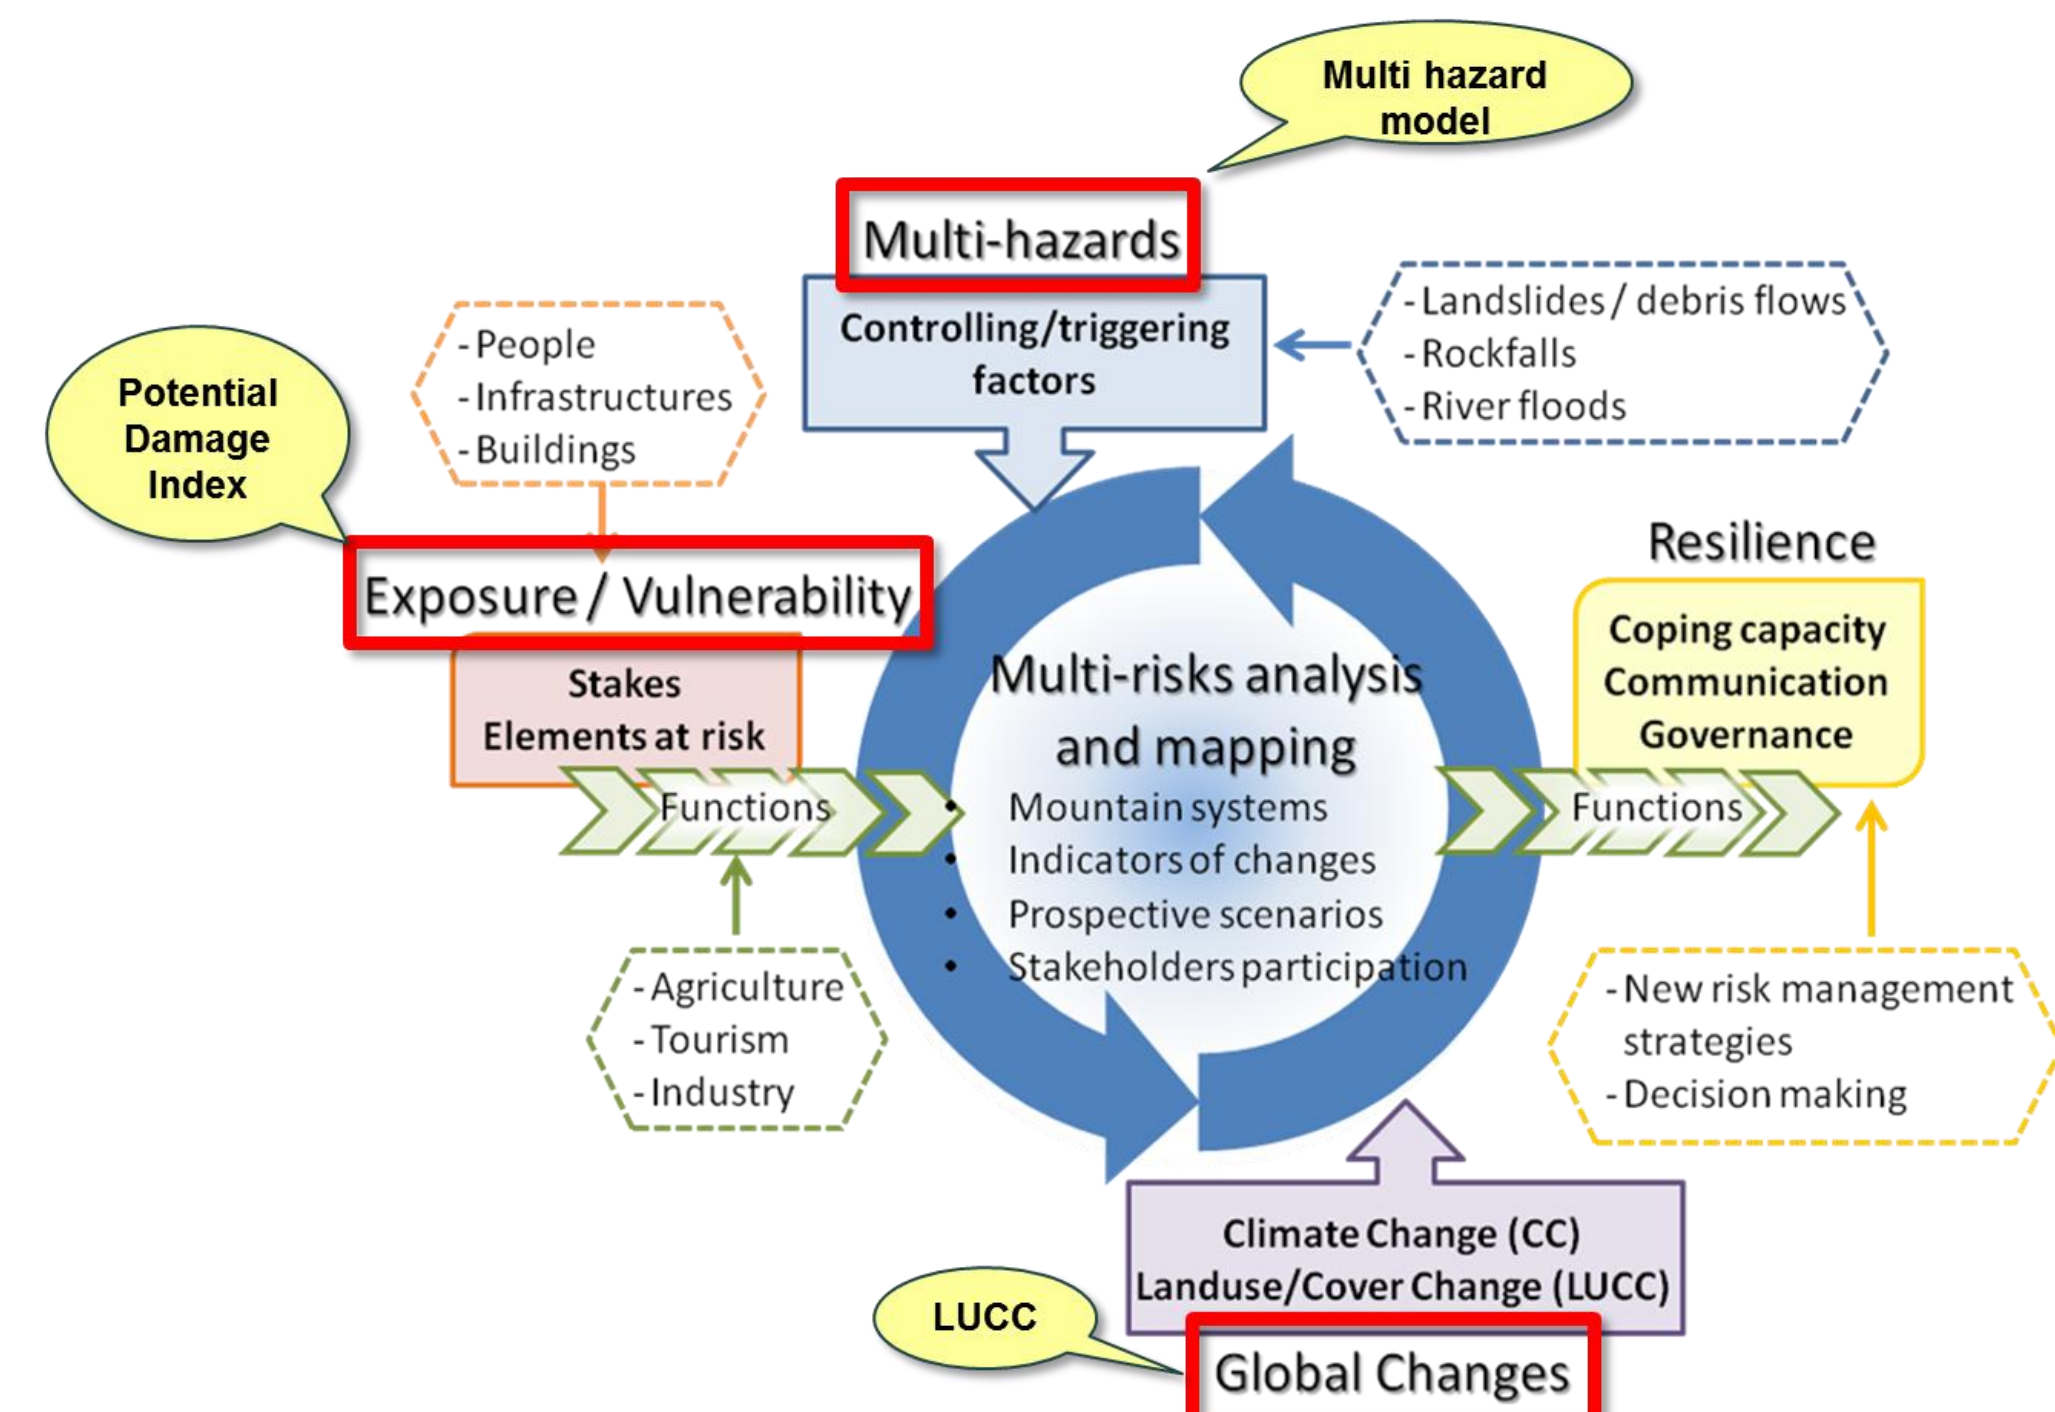 Multi hazard
model
Multi-hazards
Controlling/triggering
factors
- Landslides / debris flows
- Rockfalls
- River floods
- People
- Infrastructures
- Buildings
Potential
Damage
Index
Exposure / Vulnerability
Stakes
Elements at risk
Functions
- Agriculture
- Tourism
- Industry
Multi-risks analysis
and mapping
• Mountain systems
• Indicators of changes
• Prospective scenarios
• Stakeholders participation
Resilience
Coping capacity
Communication
Governance
Functions
- New risk management
strategies
- Decision making
Climate Change (CC)
Landuse/Cover Change (LUCC)
LUCC
Global Changes